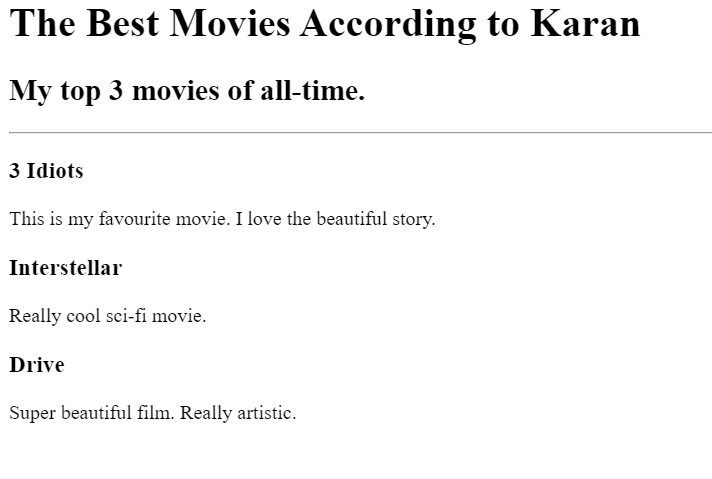 The Best Movies According to Karan
My top 3 movies of all-time.
3 Idiots
This is my favourite movie. I love the beautiful story.
Interstellar
Really cool sci-fi movie.
Drive
Super beautiful film. Really artistic.